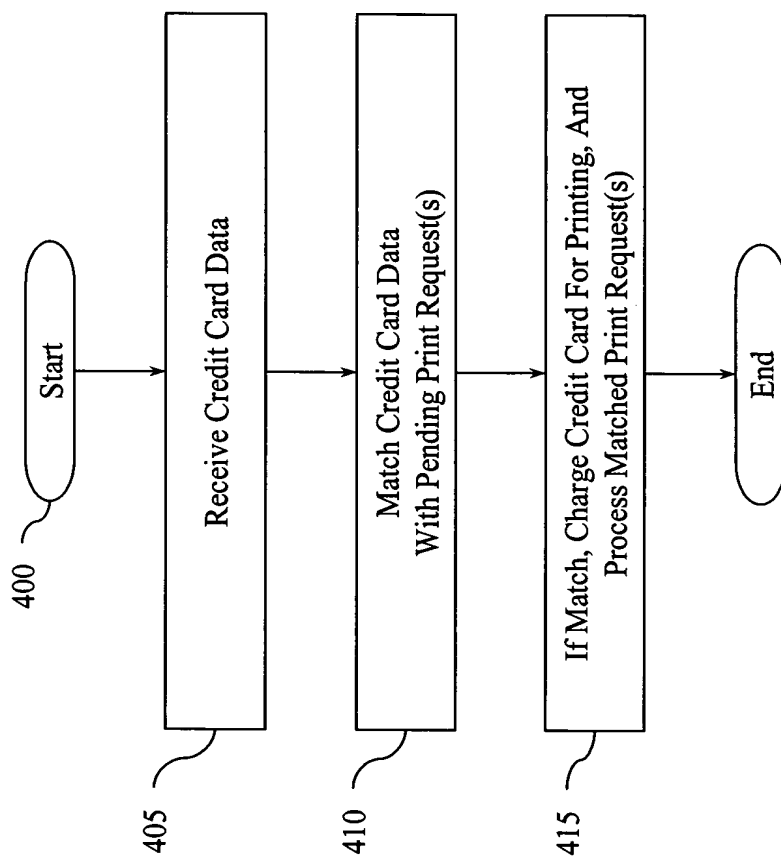 400
Start
405
Receive Credit Card Data
410
Match Credit Card Data
With Pending Print Request(s)
415
If Match, Charge Credit Card For Printing, And
Process Matched Print Request(s)
End